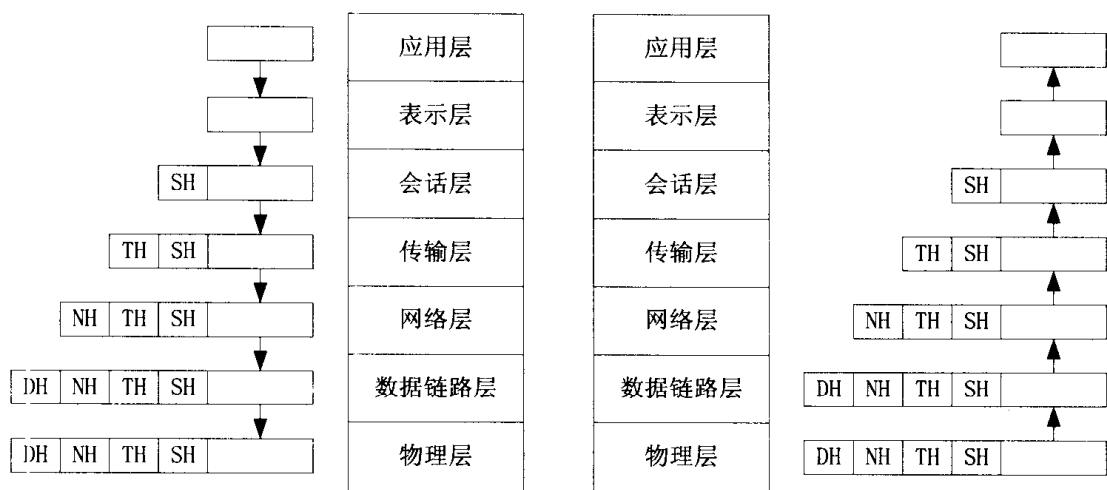 应用层 应用层
表示层 表示层
SH 会话层 会话层 SH
TH SH 传输层 传输层 TH SH
NH TH SH 网络层 网络层 NH TH SH
DH NH TH SH 数据链路层 数据链路层 DH NH TH SH
DH NH TH SH 物理层 物理层 DH NH TH SH